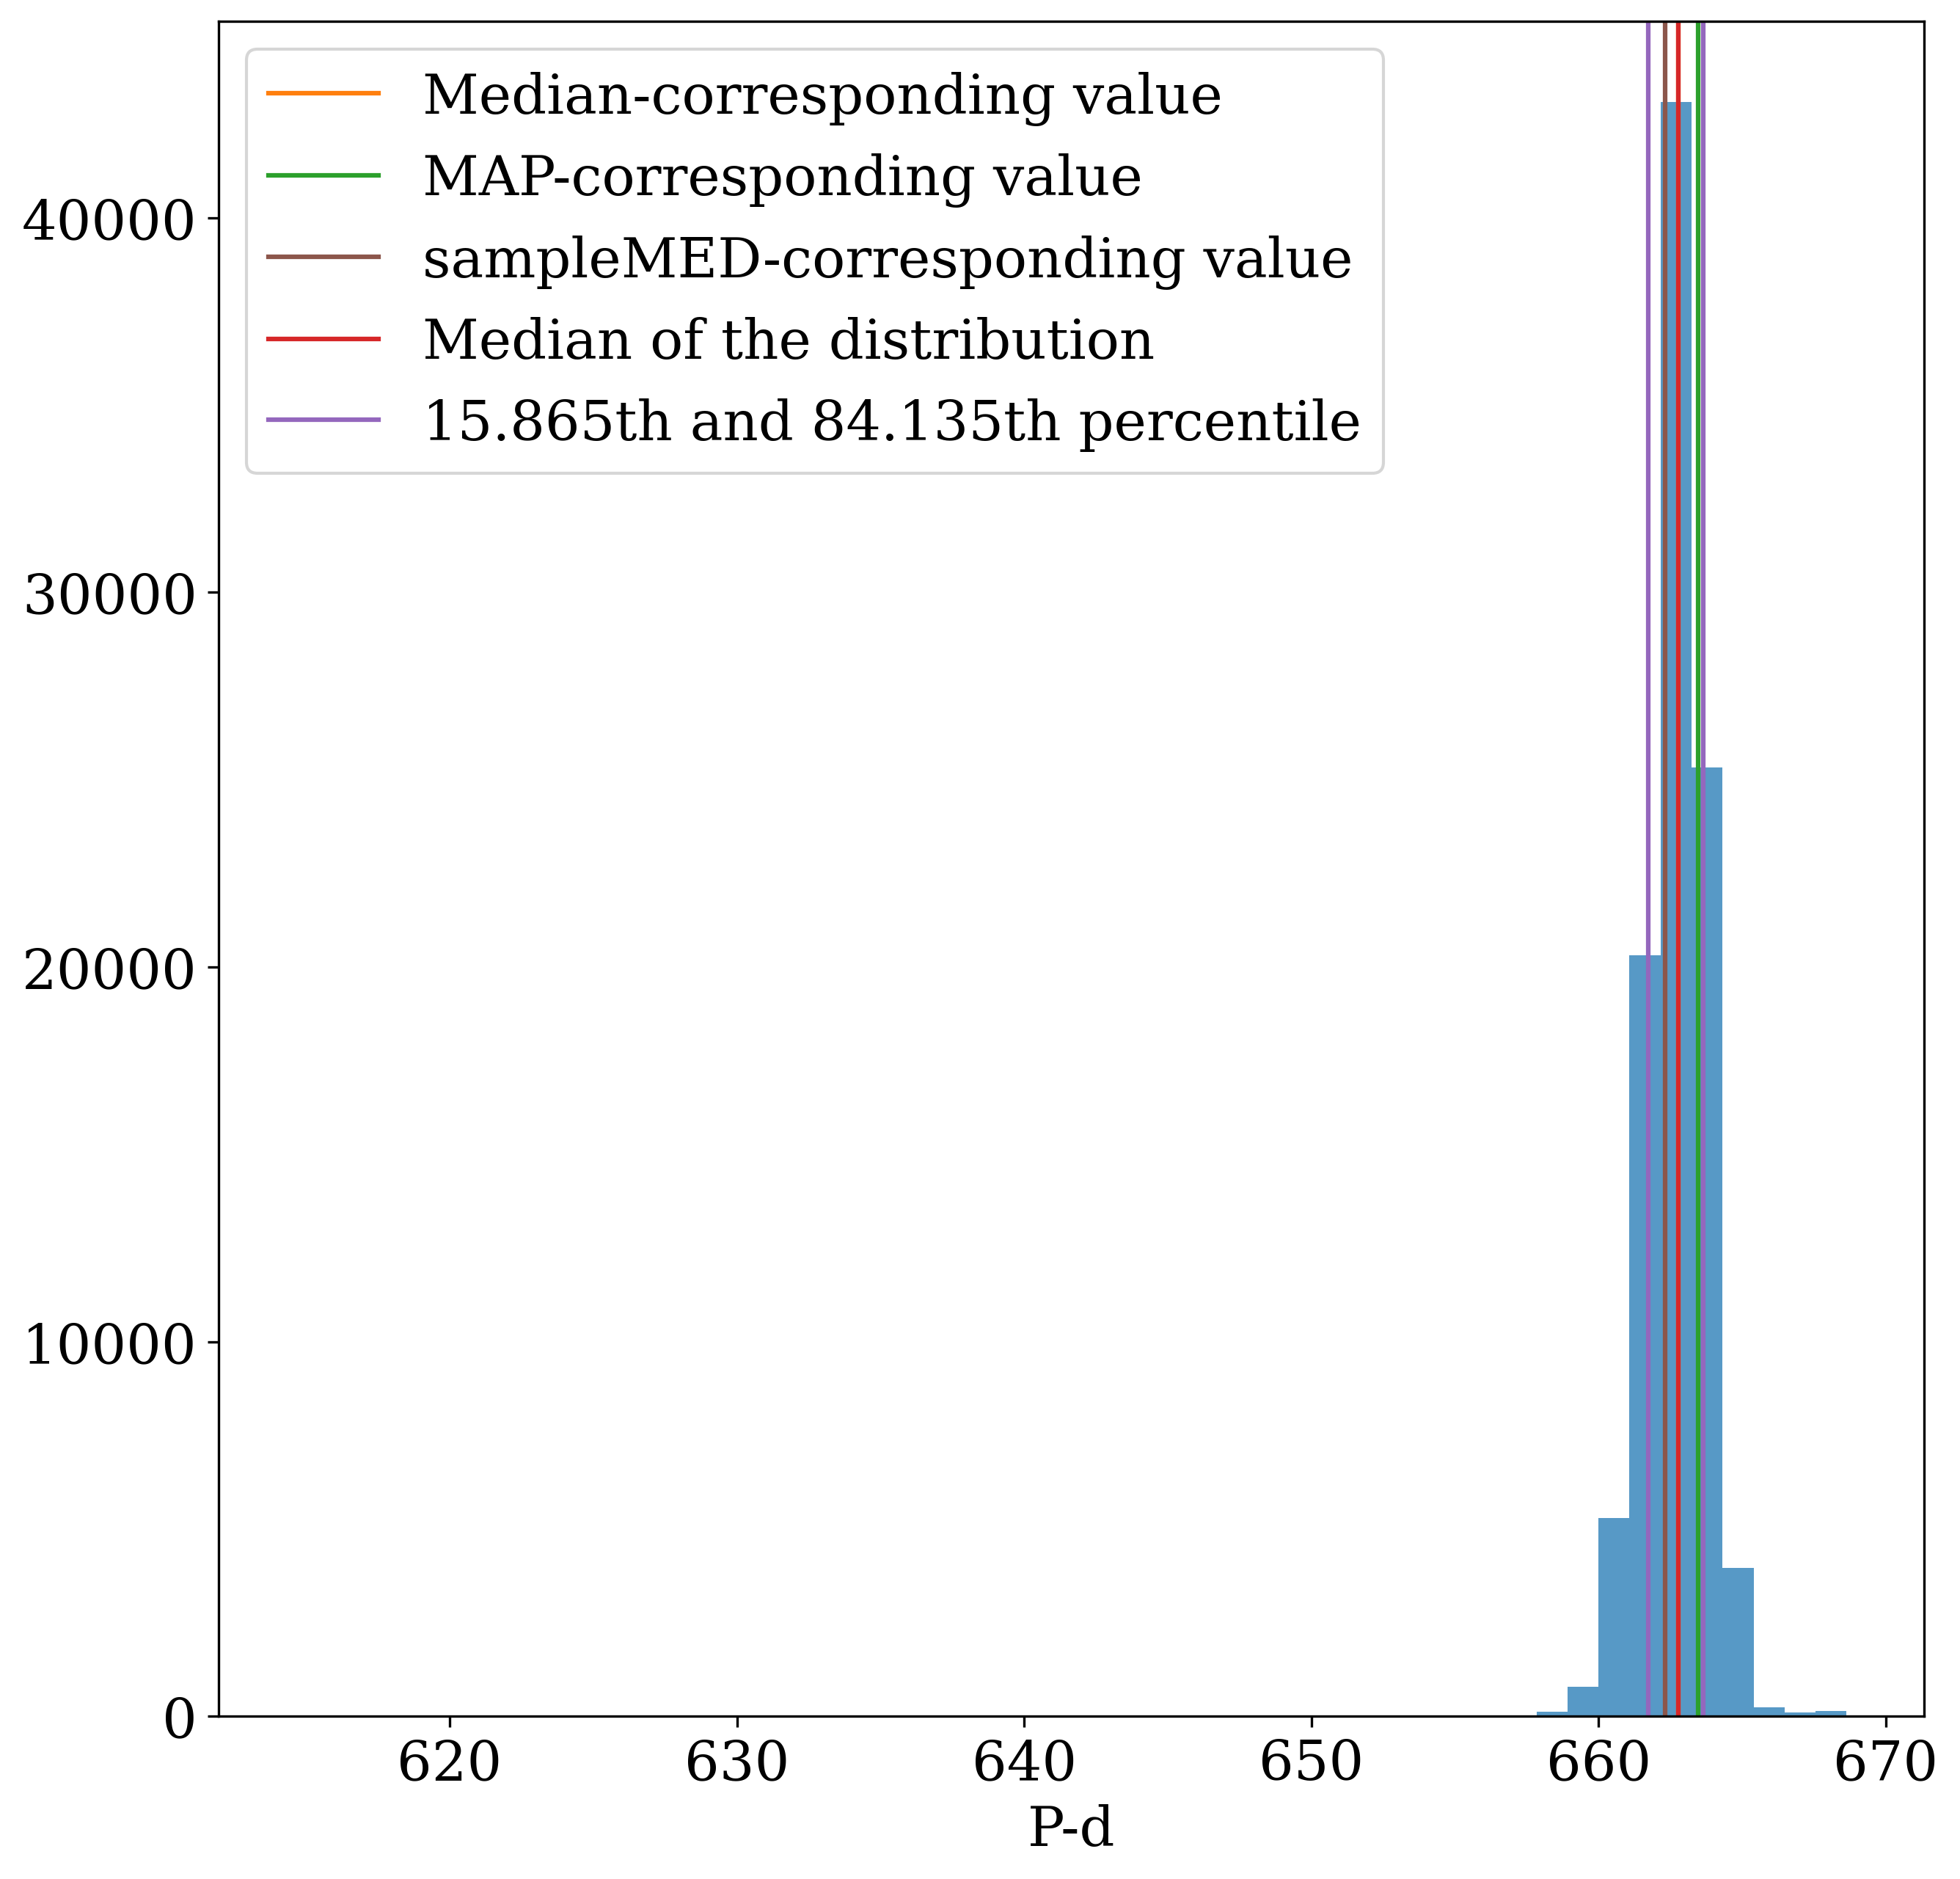 Median-corresponding value
MAP-corresponding value
sampleMED-corresponding value
Median of the distribution
15.865th and 84.135th percentile
40000
30000
20000
10000
0
620 630 640 650 660 670
P-d